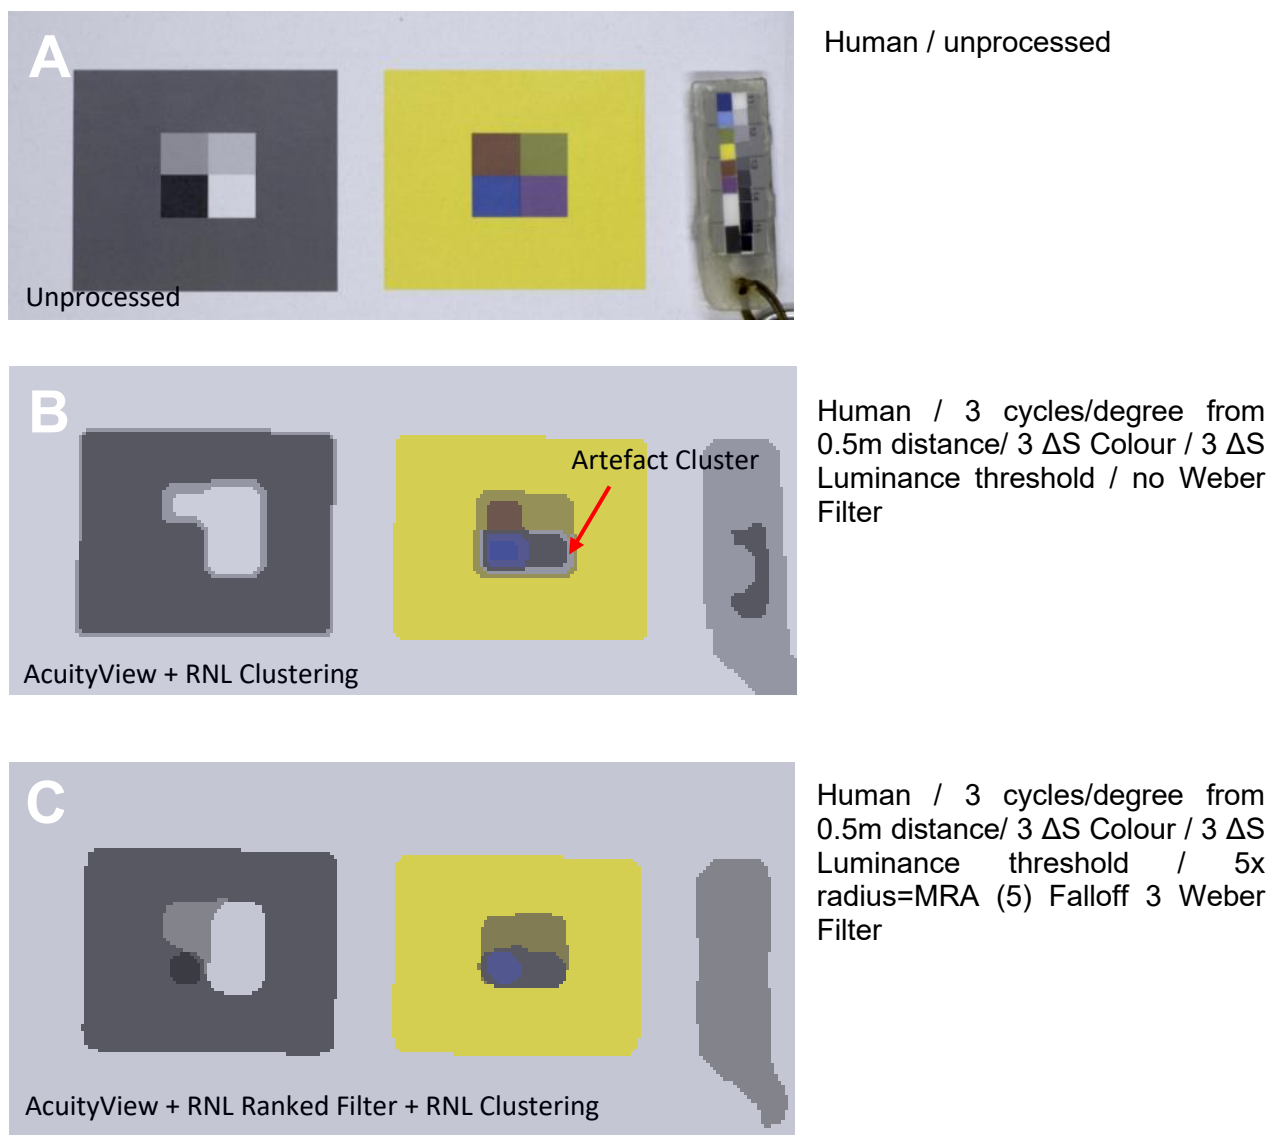 A
Human / unprocessed
Unprocessed
B
Human / 3 cycles/degree from
0.5m distance/ 3 ΔS Colour / 3 ΔS
Luminance threshold / no Weber
Filter
Artefact Cluster
AcuityView + RNL Clustering
C
Human / 3 cycles/degree from
0.5m distance/ 3 ΔS Colour / 3 ΔS
Luminance threshold / 5x
radius=MRA (5) Falloff 3 Weber
Filter
AcuityView + RNL Ranked Filter + RNL Clustering